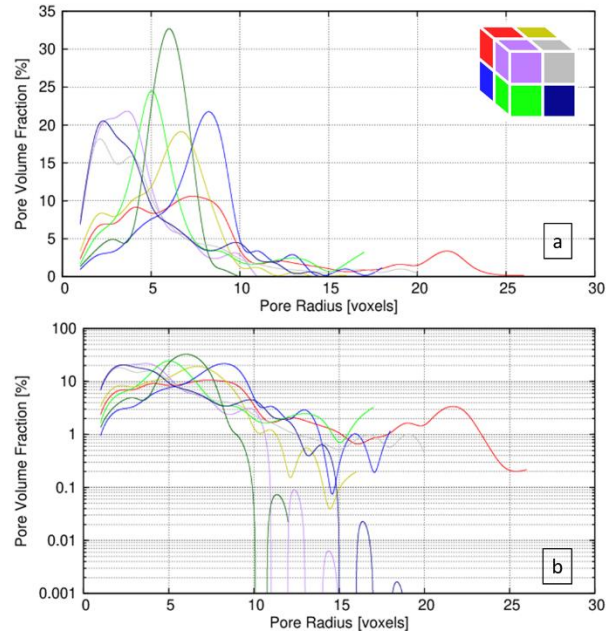 35
30
25
20
15
10
5
0
Pore Volume Fraction [%]
0 5 10 15 20 25 30
Pore Radius [voxels]
a
100
10
1
0.1
0.01
0.001
Pore Volume Fraction [%]
0 5 10 15 20 25 30
Pore Radius [voxels]
b